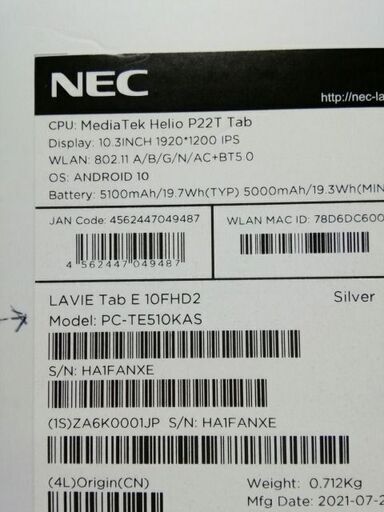 NEC
http://nec-la
CPU: MediaTek Helio P22T Tab
Display: 10.3INCH 1920*1200 IPS
WLAN: 802.11 A/B/G/N/AC+BT5.0
OS: ANDROID 10
Battery: 5100mAh/19.7Wh(TYP) 5000mAh/19.3Wh(MIN
JAN Code: 4562447049487
WLAN MAC ID: 78D6DC600
4 562447 049487
LAVIE Tab E 10FHD2 Silver
Model: PC-TE510KAS
S/N: HA1FANXE
(1S)ZA6K0001JP S/N: HA1FANXE
(4L)Origin(CN)
Weight: 0.712Kg
Mfg Date: 2021-07-2